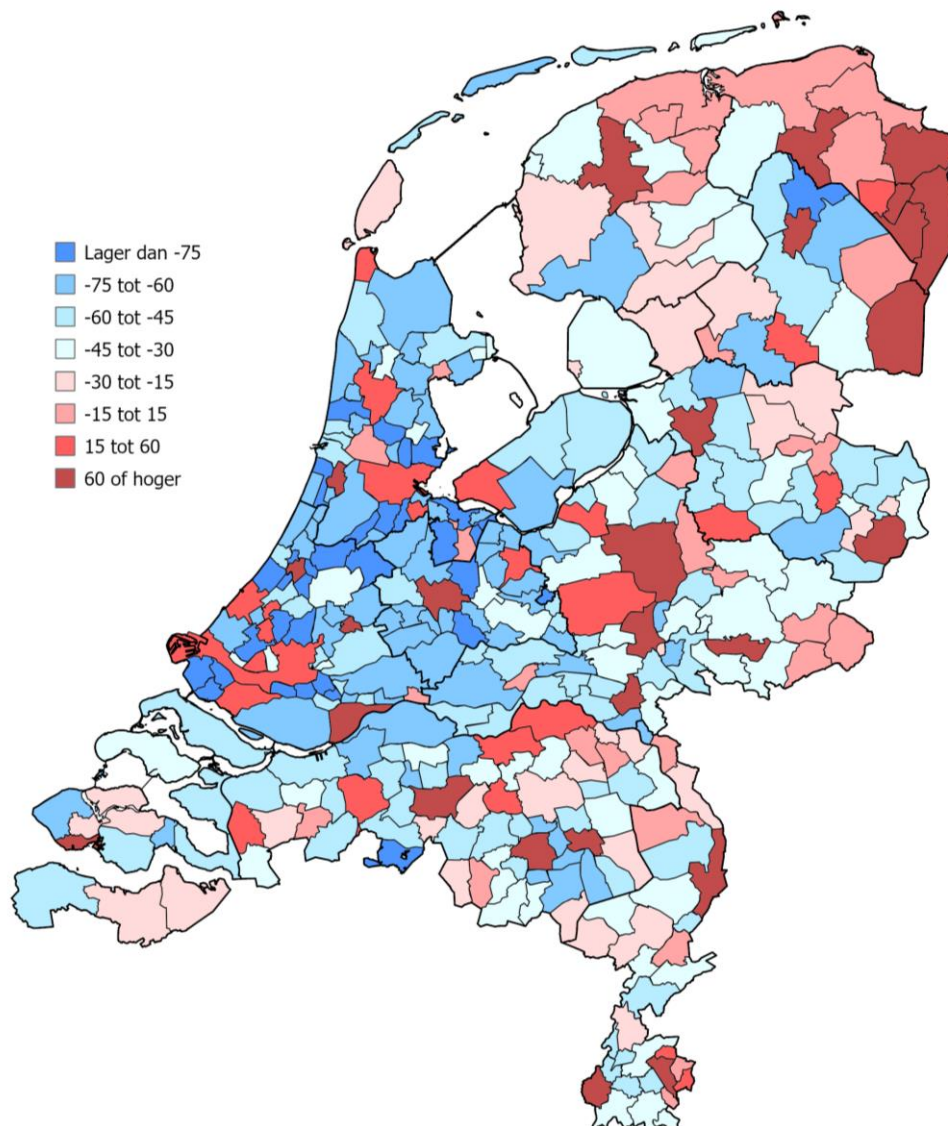 Lager dan -75
-75 tot -60
-60 tot -45
-45 tot -30
-30 tot -15
-15 tot 15
15 tot 60
60 of hoger